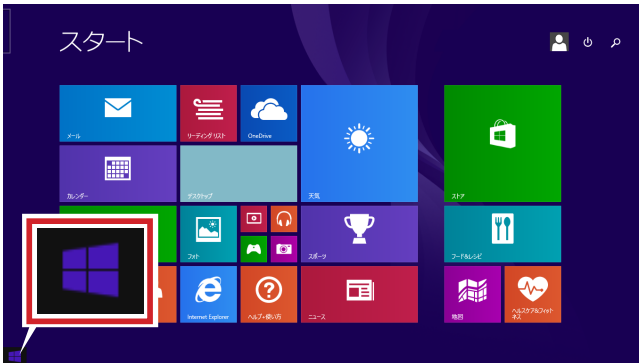 スタート
メール
リーディング リスト
OneDrive
天気
ストア
カレンダー
デスクトップ
フォト
スポーツ
フード&レシピ
Internet Explorer
ヘルプ+使い方
ニュース
地図
ヘルスケア&フィット
ネス